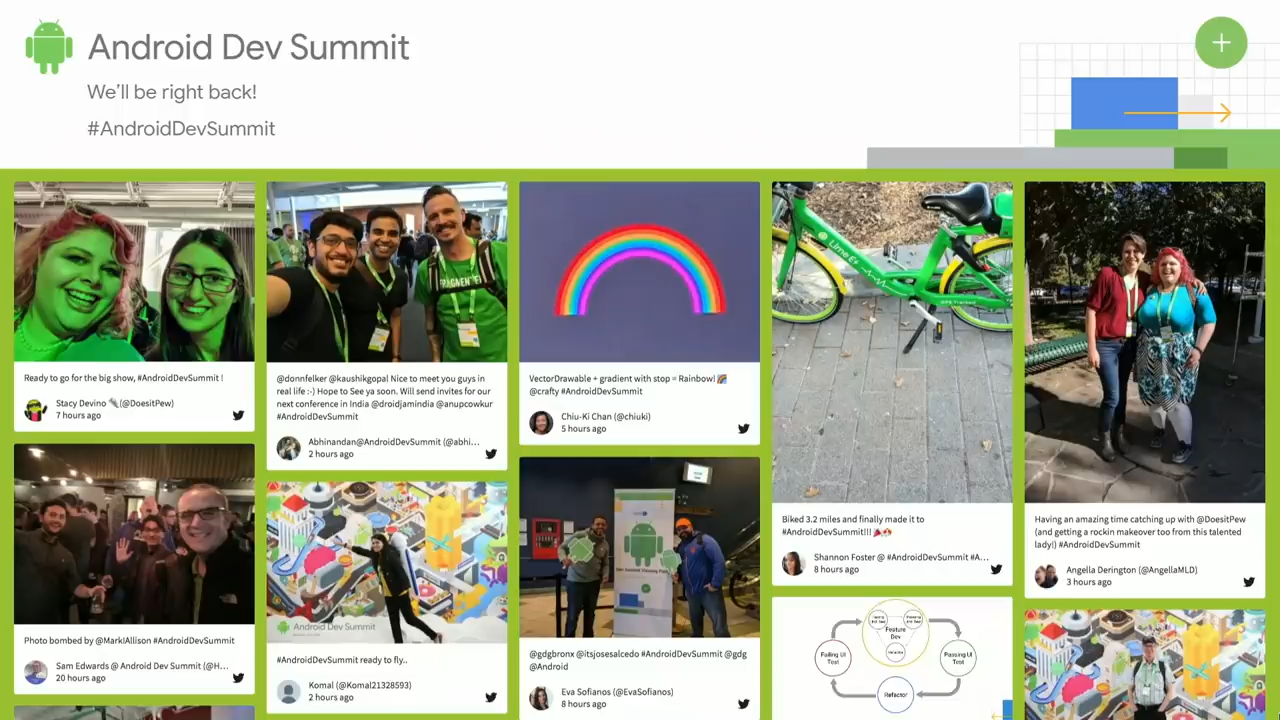 Android Dev Summit
We'll be right back!
#AndroidDevSummit
Ready to go for the big show, #AndroidDevSummit !
Stacy Devino (@DoesitPew)
7 hours ago
Photo bombed by @MarkIAllison #AndroidDevSummit
Sam Edwards @ Android Dev Summit (@H...
20 hours ago
FRAGMENTED
@donnfelker @kaushikgopal Nice to meet you guys in
real life :-) Hope to See ya soon. Will send invites for our
next conference in India @droidjamindia @anupcowkur
#AndroidDevSummit
Abhinandan@AndroidDevSummit (@abhi...
2 hours ago
Android Dev Summit
#AndroidDevSummit ready to fly..
Komal (@Komal21328593)
2 hours ago
VectorDrawable + gradient with stop = Rainbow!
@crafty #AndroidDevSummit
Chiu-Ki Chan (@chiuki)
5 hours ago
@gdgbronx @itsjosesalcedo #AndroidDevSummit @gdg
@Android
Eva Sofianos (@EvaSofianos)
8 hours ago
Lime-E
GPS Tracked
Biked 3.2 miles and finally made it to
#AndroidDevSummit!!!
Shannon Foster @ #AndroidDevSummit #A...
8 hours ago
Feature
Dev
Failing UI
Test
Passing UI
Test
Refactor
Having an amazing time catching up with @DoesitPew
(and getting a rockin makeover too from this talented
lady!) #AndroidDevSummit
Angella Derington (@AngellaMLD)
3 hours ago